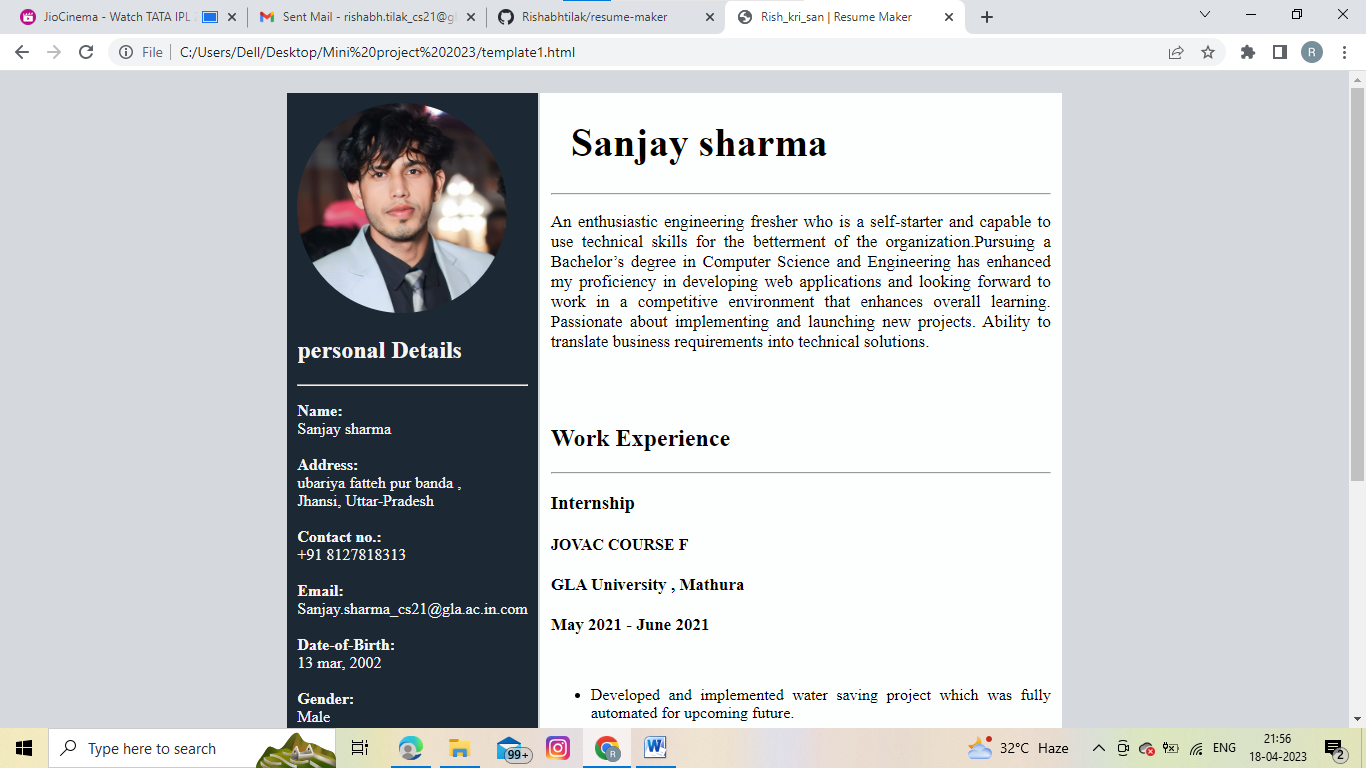 JioCinema - Watch TATA IPL
Sent Mail - rishabh.tilak_cs21@gl
Rishabhtilak/resume-maker
Rish_kri_san | Resume Maker
File
C:/Users/Dell/Desktop/Mini%20project%202023/template1.html
R
Sanjay sharma
An enthusiastic engineering fresher who is a self-starter and capable to
use technical skills for the betterment of the organization.Pursuing a
Bachelor’s degree in Computer Science and Engineering has enhanced
my proficiency in developing web applications and looking forward to
work in a competitive environment that enhances overall learning.
Passionate about implementing and launching new projects. Ability to
translate business requirements into technical solutions.
personal Details
Name:
Sanjay sharma
Address:
ubariya fatteh pur banda ,
Jhansi, Uttar-Pradesh
Contact no.:
+91 8127818313
Email:
Sanjay.sharma_cs21@gla.ac.in.com
Date-of-Birth:
13 mar, 2002
Gender:
Male
Work Experience
Internship
JOVAC COURSE F
GLA University , Mathura
May 2021 - June 2021
Developed and implemented water saving project which was fully
automated for upcoming future.
Type here to search
99+
R
W
32°C Haze
ENG
21:56
18-04-2023
2